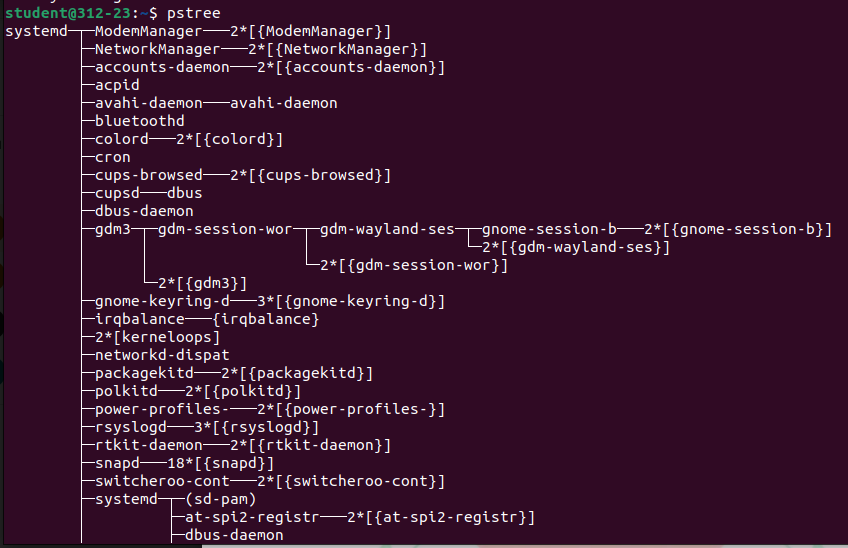 student@312-23:~$ pstree
systemd─┬─ModemManager───2*[{ModemManager}]
        ├─NetworkManager───2*[{NetworkManager}]
        ├─accounts-daemon───2*[{accounts-daemon}]
        ├─acpid
        ├─avahi-daemon───avahi-daemon
        ├─bluetoothd
        ├─colord───2*[{colord}]
        ├─cron
        ├─cups-browsed───2*[{cups-browsed}]
        ├─cupsd───dbus
        ├─dbus-daemon
        ├─gdm3─┬─gdm-session-wor─┬─gdm-wayland-ses─┬─gnome-session-b───2*[{gnome-session-b}]
        │      │                 │                 └─2*[{gdm-wayland-ses}]
        │      │                 └─2*[{gdm-session-wor}]
        │      └─2*[{gdm3}]
        ├─gnome-keyring-d───3*[{gnome-keyring-d}]
        ├─irqbalance───{irqbalance}
        ├─2*[kerneloops]
        ├─networkd-dispat
        ├─packagekitd───2*[{packagekitd}]
        ├─polkitd───2*[{polkitd}]
        ├─power-profiles-───2*[{power-profiles-}]
        ├─rsyslogd───3*[{rsyslogd}]
        ├─rtkit-daemon───2*[{rtkit-daemon}]
        ├─snapd───18*[{snapd}]
        ├─switcheroo-cont───2*[{switcheroo-cont}]
        ├─systemd─┬─(sd-pam)
        │         ├─at-spi2-registr───2*[{at-spi2-registr}]
        │         ├─dbus-daemon